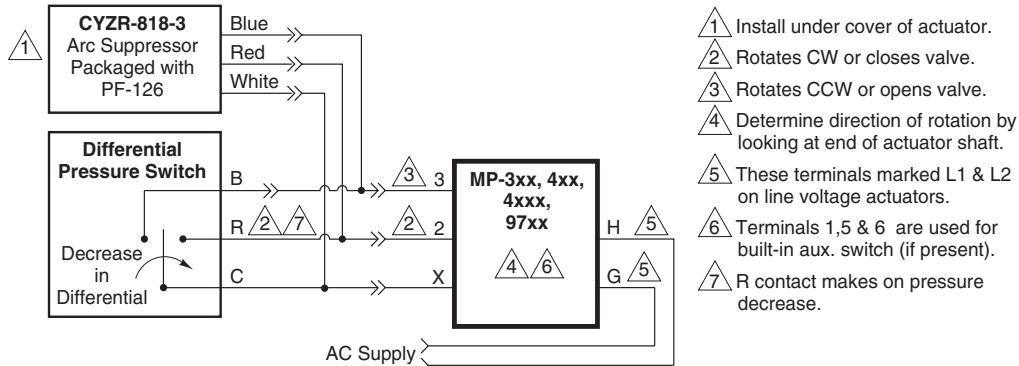 1
CYZR-818-3
Arc Suppressor
Packaged with
PF-126
Blue
Red
White
Differential
Pressure Switch
Decrease
in
Differential
B
R
C
2 7
3 3
2 2
X
MP-3xx, 4xx,
4xxx,
97xx
4 6
H 5
G 5
AC Supply
1 Install under cover of actuator.
2 Rotates CW or closes valve.
3 Rotates CCW or opens valve.
4 Determine direction of rotation by
looking at end of actuator shaft.
5 These terminals marked L1 & L2
on line voltage actuators.
6 Terminals 1,5 & 6 are used for
built-in aux. switch (if present).
7 R contact makes on pressure
decrease.